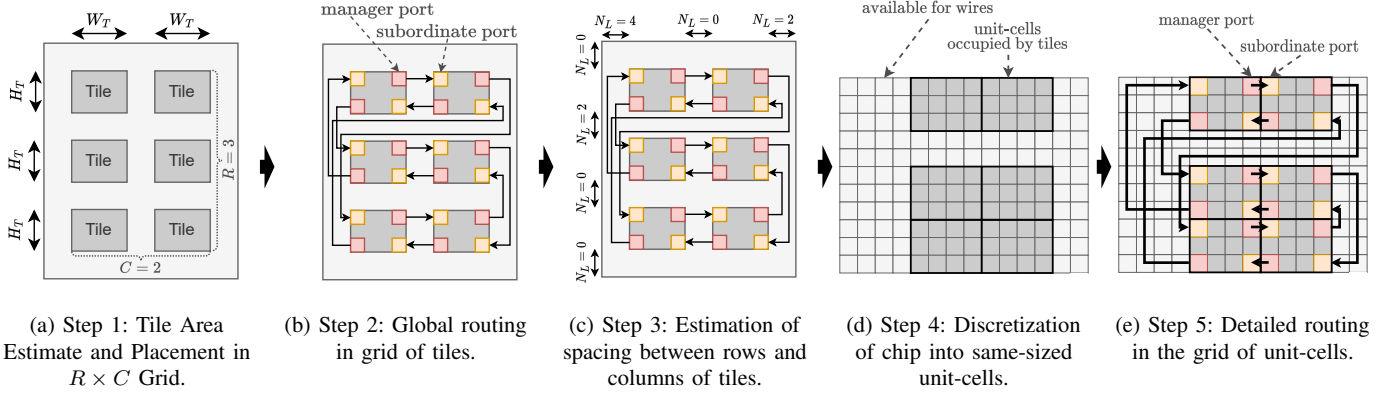 W_T W_T
H_T Tile Tile
H_T Tile Tile
H_T Tile Tile
R = 3
C = 2
(a) Step 1: Tile Area
Estimate and Placement in
R × C Grid.
manager port
subordinate port
(b) Step 2: Global routing
in grid of tiles.
N_L = 4 N_L = 0 N_L = 2
N_L = 0
N_L = 2
N_L = 0
N_L = 0
(c) Step 3: Estimation of
spacing between rows and
columns of tiles.
available for wires
unit-cells
occupied by tiles
(d) Step 4: Discretization
of chip into same-sized
unit-cells.
manager port
subordinate port
(e) Step 5: Detailed routing
in the grid of unit-cells.